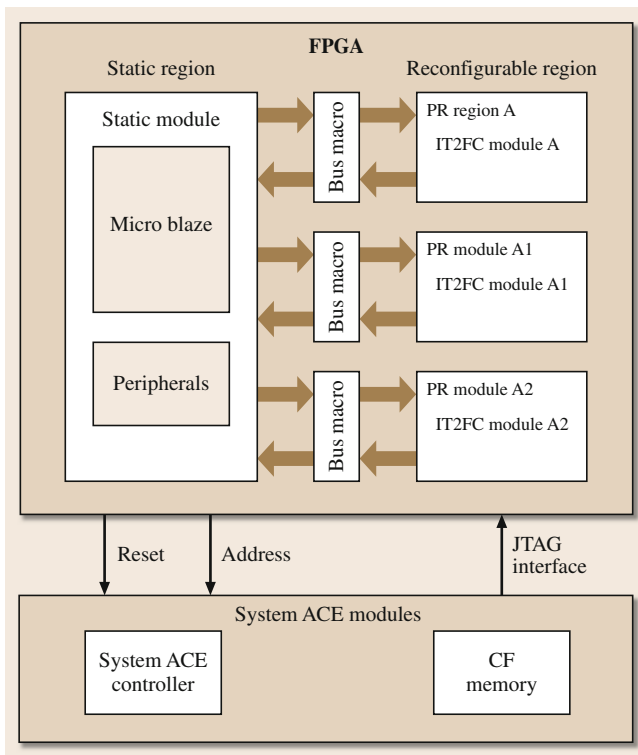 FPGA
Static region
Reconfigurable region
Static module
Micro blaze
Peripherals
Bus macro
PR region A
IT2FC module A
Bus macro
PR module A1
IT2FC module A1
Bus macro
PR module A2
IT2FC module A2
Reset
Address
JTAG
interface
System ACE modules
System ACE
controller
CF
memory